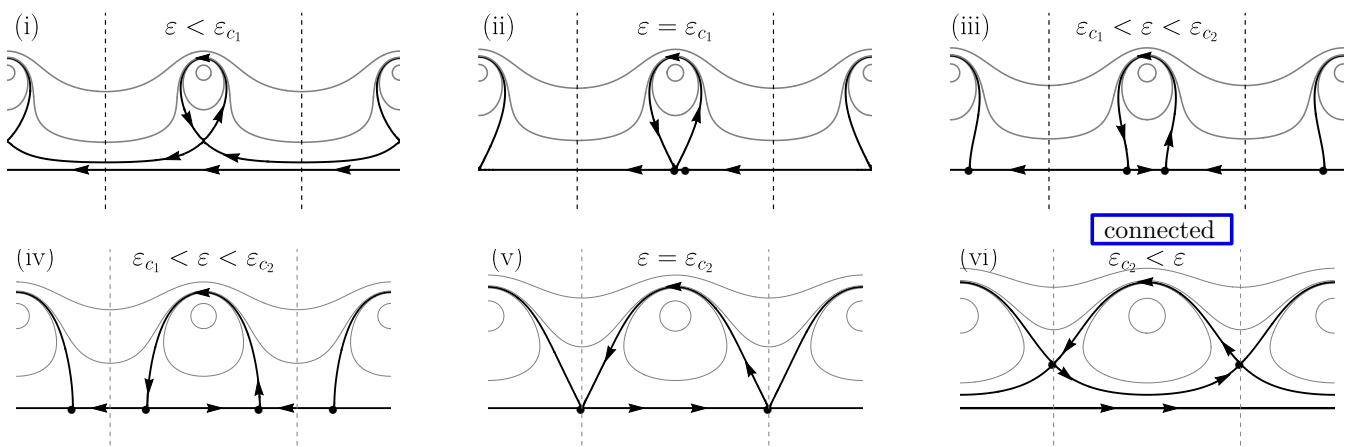 (i) ε < ε_{c_1}
(ii) ε = ε_{c_1}
(iii) ε_{c_1} < ε < ε_{c_2}
connected
(iv) ε_{c_1} < ε < ε_{c_2}
(v) ε = ε_{c_2}
(vi) ε_{c_2} < ε